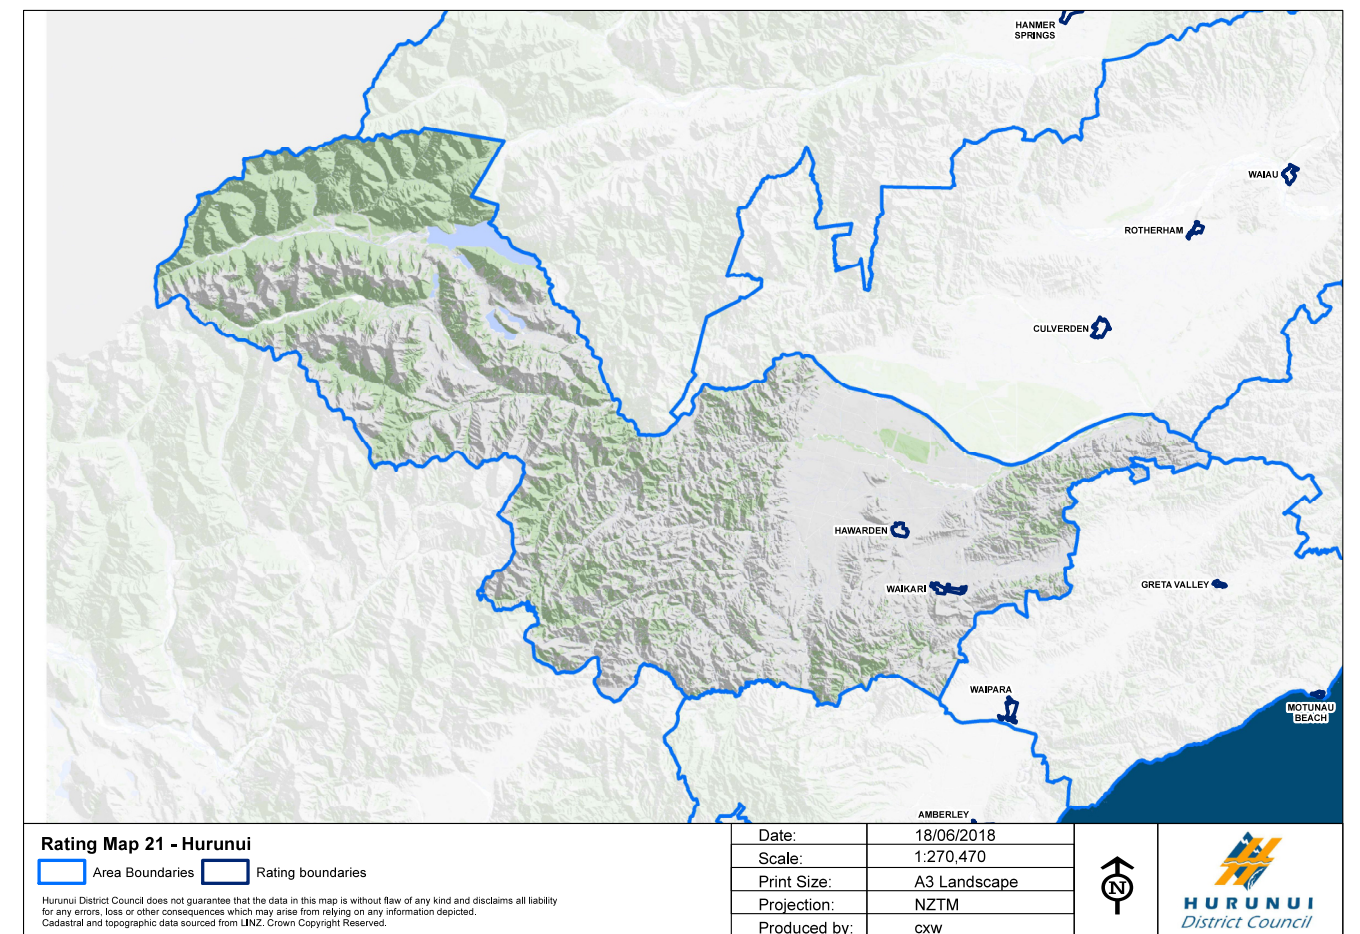 HANMER
SPRINGS
WAIAU
ROTHERHAM
CULVERDEN
HAWARDEN
WAIKARI
GRETA VALLEY
WAIPARA
MOTUNAU
BEACH
AMBERLEY
Rating Map 21 - Hurunui
Area Boundaries
Rating boundaries
Hurunui District Council does not guarantee that the data in this map is without flaw of any kind and disclaims all liability
for any errors, loss or other consequences which may arise from relying on any information depicted.
Cadastral and topographic data sourced from LINZ. Crown Copyright Reserved.
Date: 18/06/2018
Scale: 1:270,470
Print Size: A3 Landscape
Projection: NZTM
Produced by: cxw
N
HURUNUI
District Council